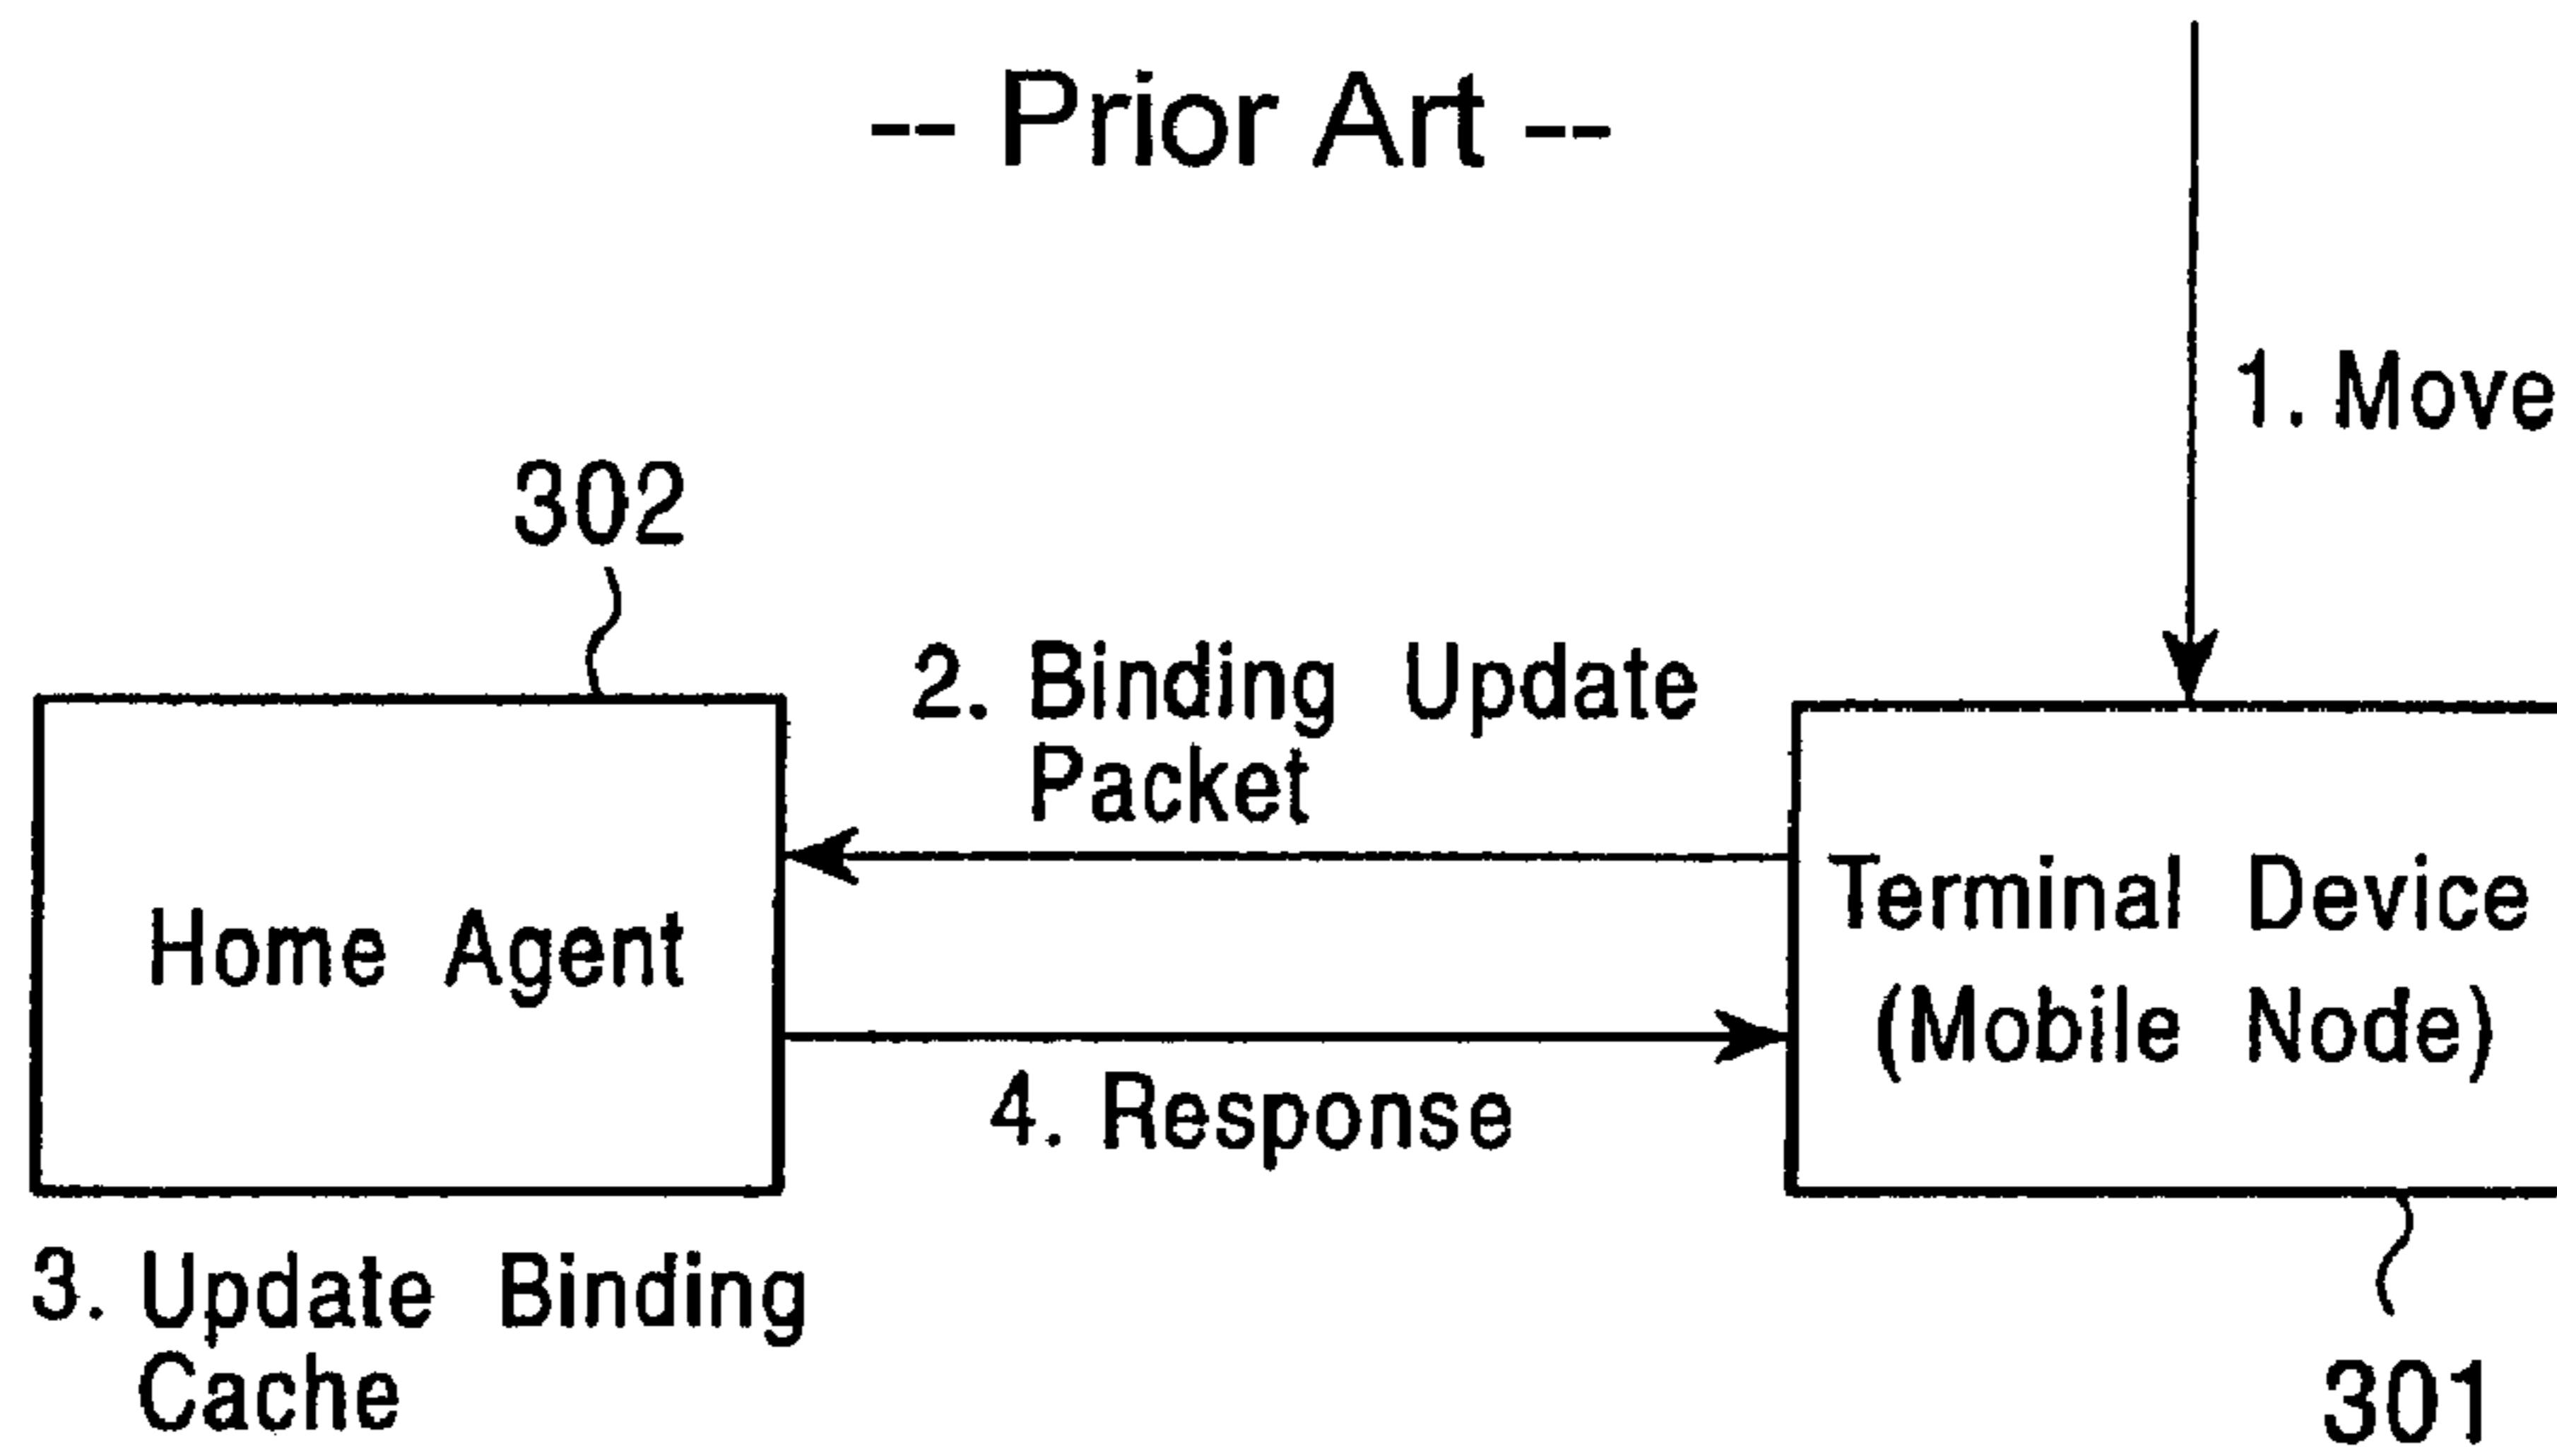 -- Prior Art --
1. Move
302
2. Binding Update
Packet
Home Agent
Terminal Device
(Mobile Node)
4. Response
3. Update Binding
Cache
301